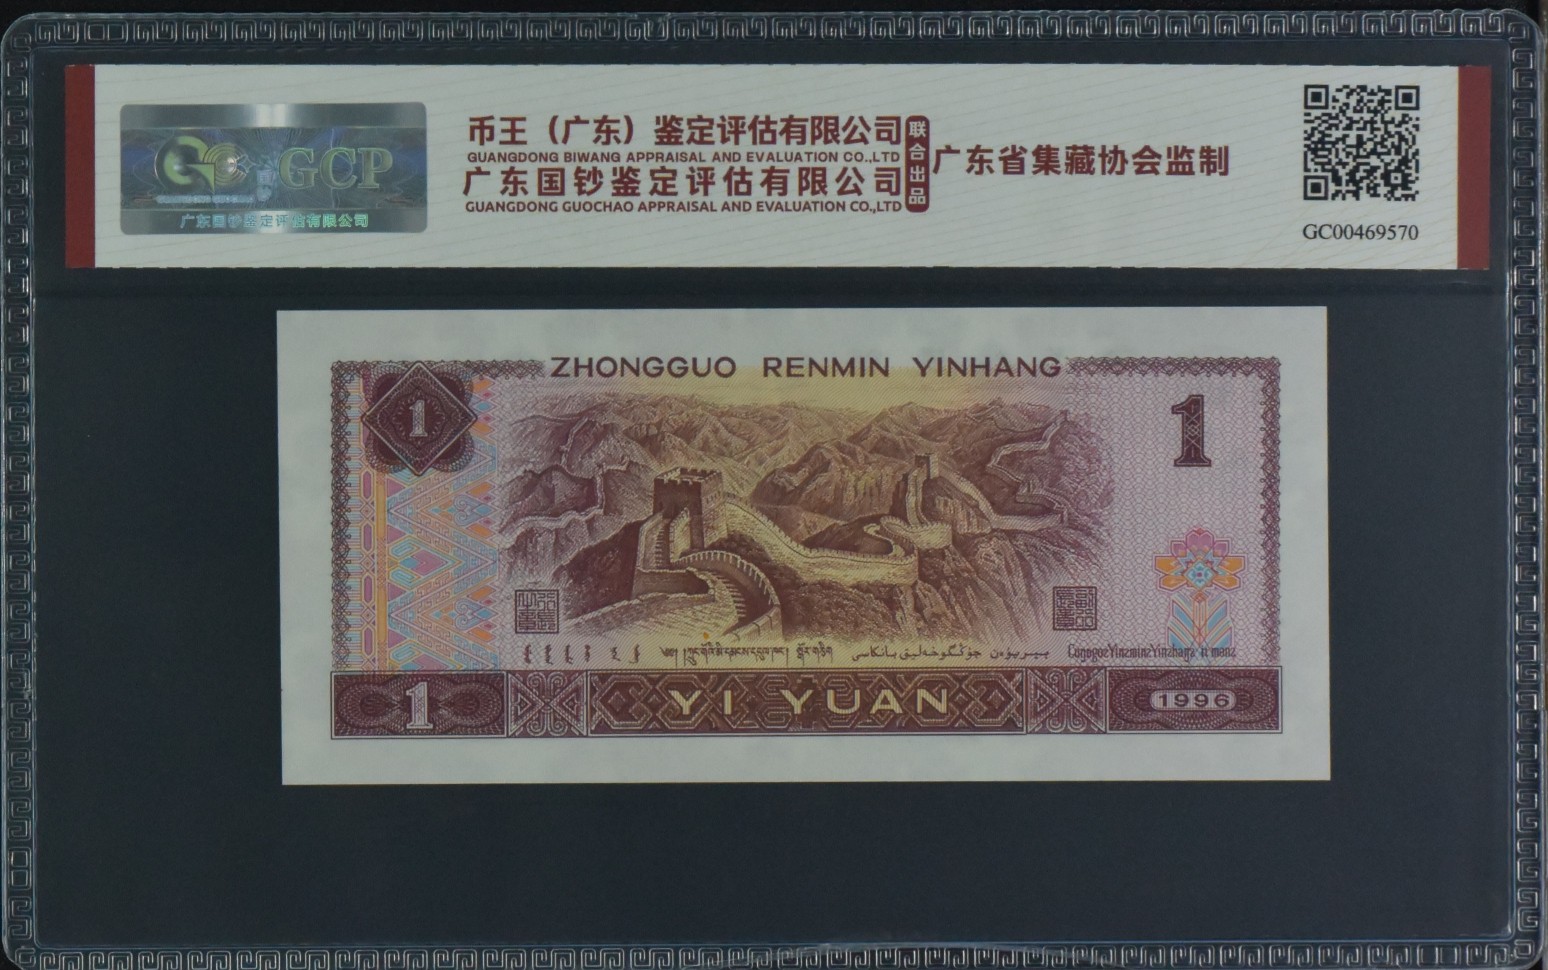 GCP
广东国钞鉴定评估有限公司
币王（广东）鉴定评估有限公司
GUANGDONG BIWANG APPRAISAL AND EVALUATION CO.,LTD
广东国钞鉴定评估有限公司
GUANGDONG GUOCHAO APPRAISAL AND EVALUATION CO.,LTD
联合出品
广东省集藏协会监制
GC00469570
ZHONGGUO RENMIN YINHANG
1
1
1
YI YUAN
1996